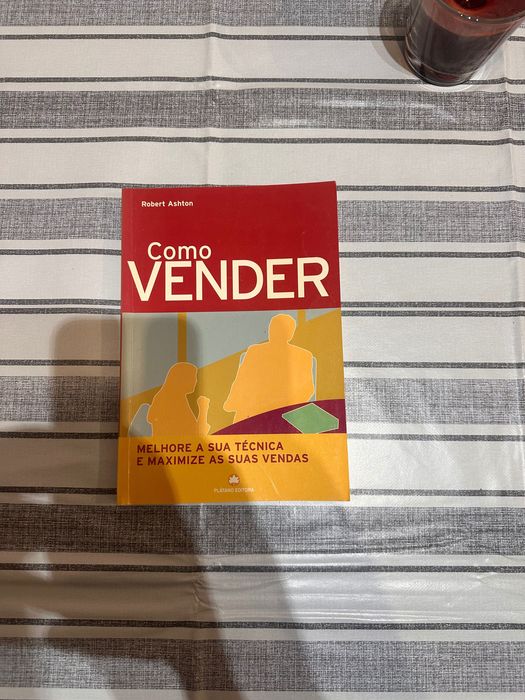 Robert Ashton
Como
VENDER
MELHORE A SUA TÉCNICA
E MAXIMIZE AS SUAS VENDAS
PLÁTANO EDITORA